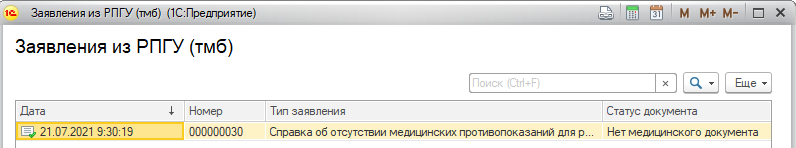 1С Заявления из РПГУ (тмб) (1С:Предприятие) M M+ M-
Заявления из РПГУ (тмб)
Поиск (Ctrl+F) × Еще
Дата ↓ Номер Тип заявления Статус документа
21.07.2021 9:30:19 000000030 Справка об отсутствии медицинских противопоказаний для р... Нет медицинского документа